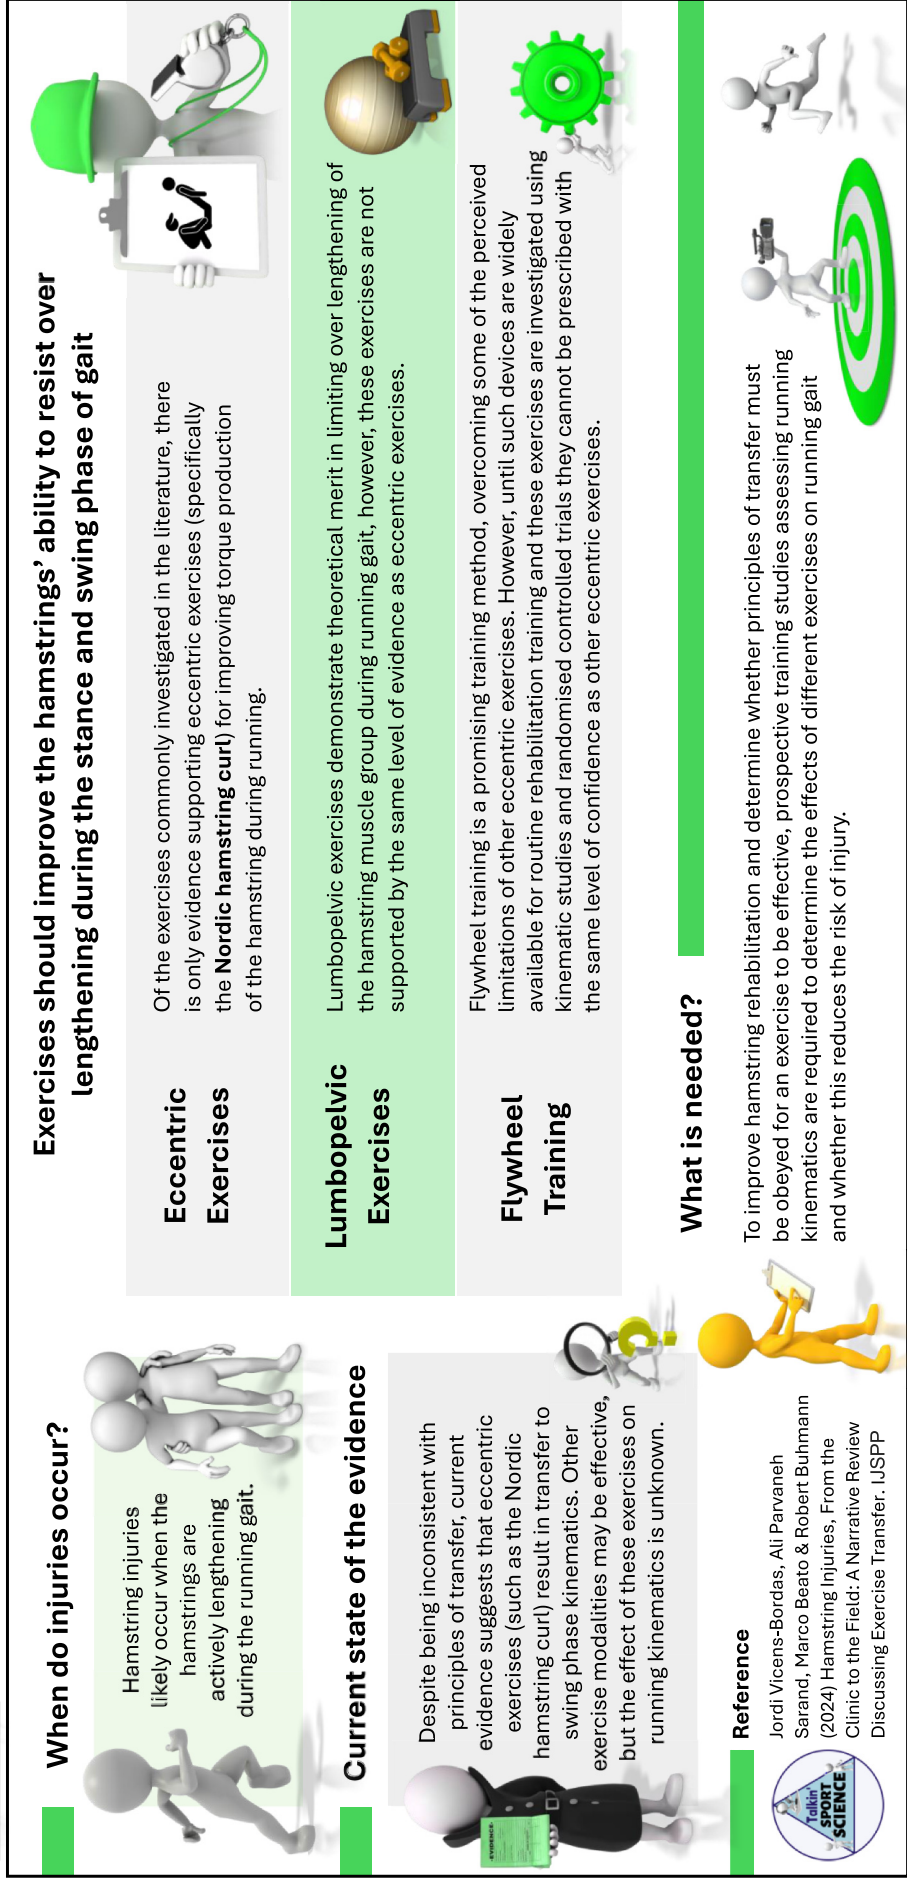 When do injuries occur?
Hamstring injuries
likely occur when the
hamstrings are
actively lengthening
during the running gait.
Current state of the evidence
Despite being inconsistent with
principles of transfer, current
evidence suggests that eccentric
exercises (such as the Nordic
hamstring curl) result in transfer to
swing phase kinematics. Other
exercise modalities may be effective,
but the effect of these exercises on
running kinematics is unknown.
-EVIDENCE-
Reference
Jordi Vicens-Bordas, Ali Parvaneh
Sarand, Marco Beato & Robert Buhmann
(2024) Hamstring Injuries, From the
Clinic to the Field: A Narrative Review
Discussing Exercise Transfer. IJSPP
Talkin'
SPORT
SCIENCE
Exercises should improve the hamstrings’ ability to resist over
lengthening during the stance and swing phase of gait
Eccentric
Exercises
Of the exercises commonly investigated in the literature, there
is only evidence supporting eccentric exercises (specifically
the Nordic hamstring curl) for improving torque production
of the hamstring during running.
Lumbopelvic
Exercises
Lumbopelvic exercises demonstrate theoretical merit in limiting over lengthening of
the hamstring muscle group during running gait, however, these exercises are not
supported by the same level of evidence as eccentric exercises.
Flywheel
Training
Flywheel training is a promising training method, overcoming some of the perceived
limitations of other eccentric exercises. However, until such devices are widely
available for routine rehabilitation training and these exercises are investigated using
kinematic studies and randomised controlled trials they cannot be prescribed with
the same level of confidence as other eccentric exercises.
What is needed?
To improve hamstring rehabilitation and determine whether principles of transfer must
be obeyed for an exercise to be effective, prospective training studies assessing running
kinematics are required to determine the effects of different exercises on running gait
and whether this reduces the risk of injury.